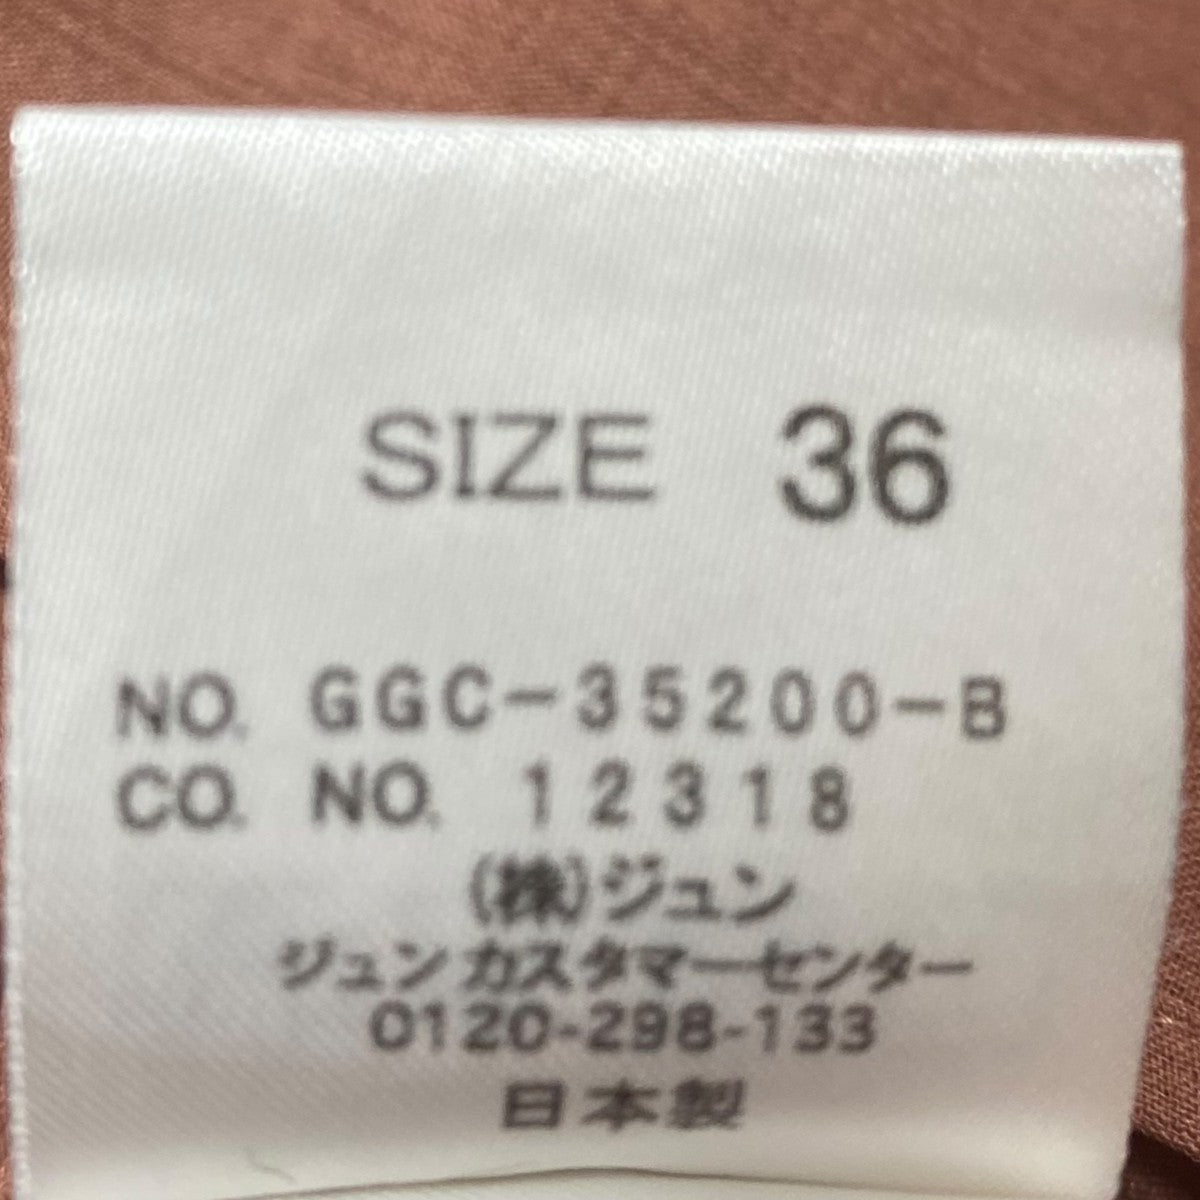 SIZE 36
NO. GGC-35200-B
CO. NO. 12318
(株)ジュン
ジュンカスタマーセンター
0120-298-133
日本製